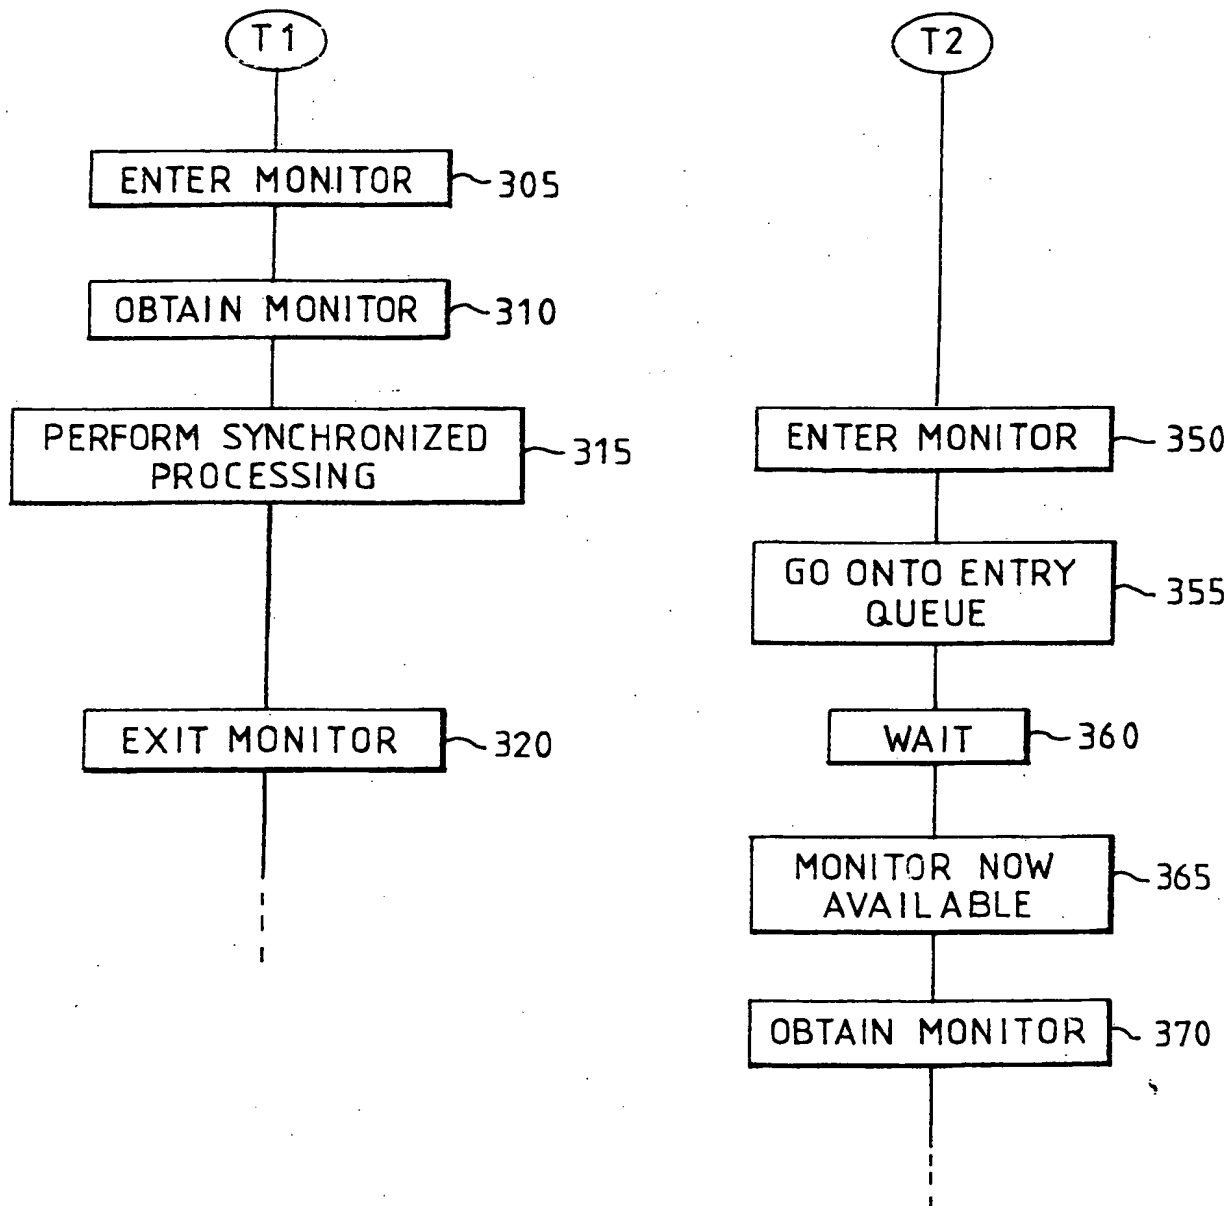 T1
ENTER MONITOR
305
OBTAIN MONITOR
310
PERFORM SYNCHRONIZED
PROCESSING
315
EXIT MONITOR
320
T2
ENTER MONITOR
350
GO ONTO ENTRY
QUEUE
355
WAIT
360
MONITOR NOW
AVAILABLE
365
OBTAIN MONITOR
370